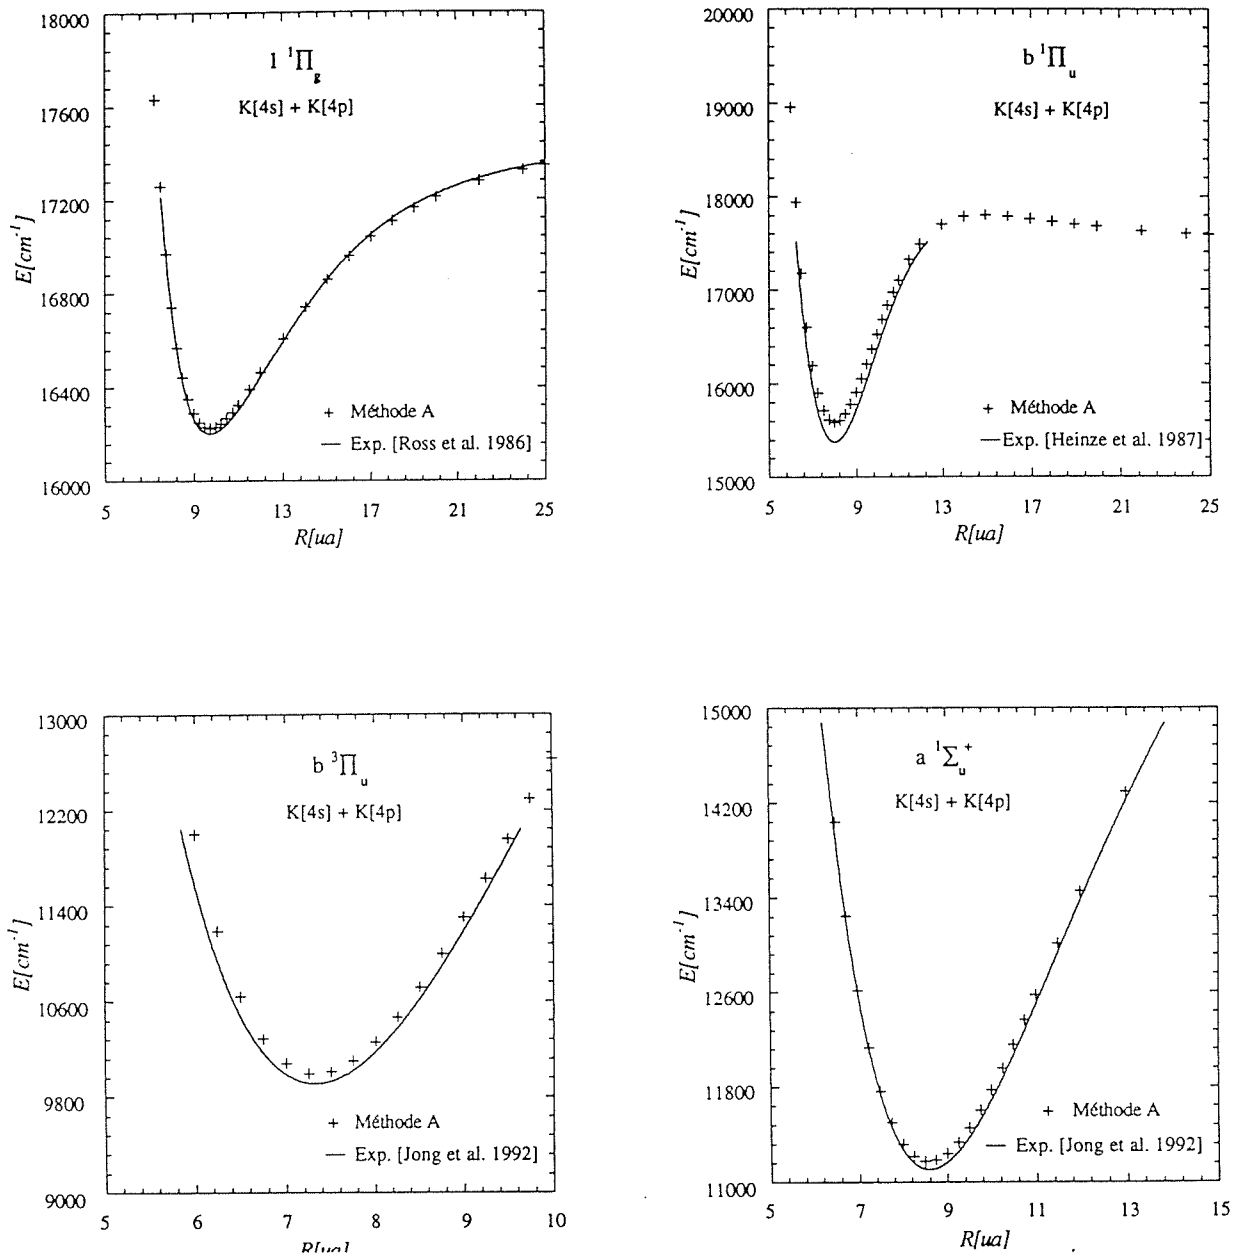 18000
17600
17200
16800
16400
16000
E[cm⁻¹]
1 ¹Π_g
K[4s] + K[4p]
+ Méthode A
— Exp. [Ross et al. 1986]
5 9 13 17 21 25
R[ua]
20000
19000
18000
17000
16000
15000
E[cm⁻¹]
b ¹Π_u
K[4s] + K[4p]
+ Méthode A
— Exp. [Heinze et al. 1987]
5 9 13 17 21 25
R[ua]
13000
12200
11400
10600
9800
9000
E[cm⁻¹]
b ³Π_u
K[4s] + K[4p]
+ Méthode A
— Exp. [Jong et al. 1992]
5 6 7 8 9 10
R[ua]
15000
14200
13400
12600
11800
11000
E[cm⁻¹]
a ¹Σ_u⁺
K[4s] + K[4p]
+ Méthode A
— Exp. [Jong et al. 1992]
5 7 9 11 13 15
R[ua]